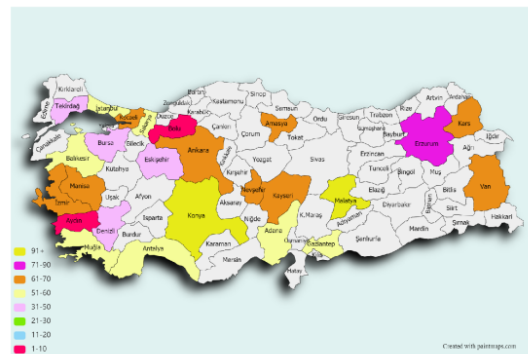 Kırklareli
Edirne
Tekirdağ
İstanbul
Kocaeli
Sakarya
Düzce
Bolu
Zonguldak
Bartın
Karabük
Kastamonu
Sinop
Samsun
Çankırı
Çorum
Amasya
Tokat
Ordu
Giresun
Trabzon
Rize
Artvin
Ardahan
Kars
Iğdır
Gümüşhane
Bayburt
Erzurum
Ağrı
Çanakkale
Balıkesir
Bursa
Bilecik
Eskişehir
Ankara
Kırıkkale
Kırşehir
Yozgat
Sivas
Erzincan
Tunceli
Bingöl
Muş
Kütahya
Manisa
İzmir
Uşak
Afyon
Konya
Aksaray
Nevşehir
Kayseri
Niğde
Malatya
Elazığ
Bitlis
Van
Aydın
Denizli
Isparta
Burdur
Muğla
Antalya
Karaman
Mersin
Adana
Osmaniye
K.Maraş
Adıyaman
Gaziantep
Kilis
Hatay
Şanlıurfa
Mardin
Batman
Siirt
Şırnak
Hakkari
91+
71-90
61-70
51-60
31-50
21-30
11-20
1-10
Created with paintmaps.com